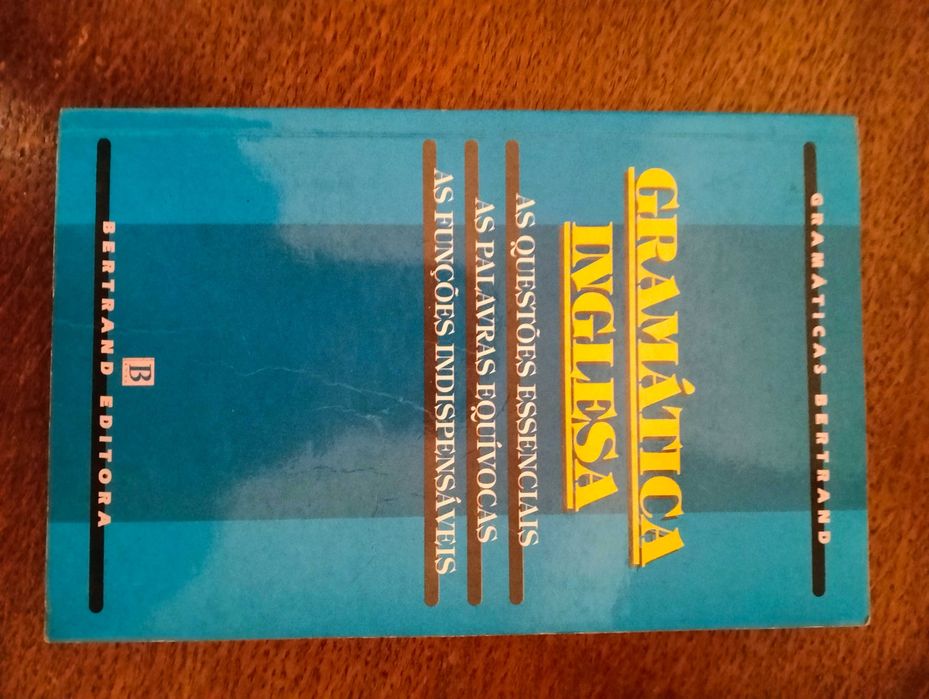 GRAMÁTICAS BERTRAND
GRAMÁTICA
INGLESA
AS QUESTÕES ESSENCIAIS
AS PALAVRAS EQUÍVOCAS
AS FUNÇÕES INDISPENSÁVEIS
B
BERTRAND EDITORA